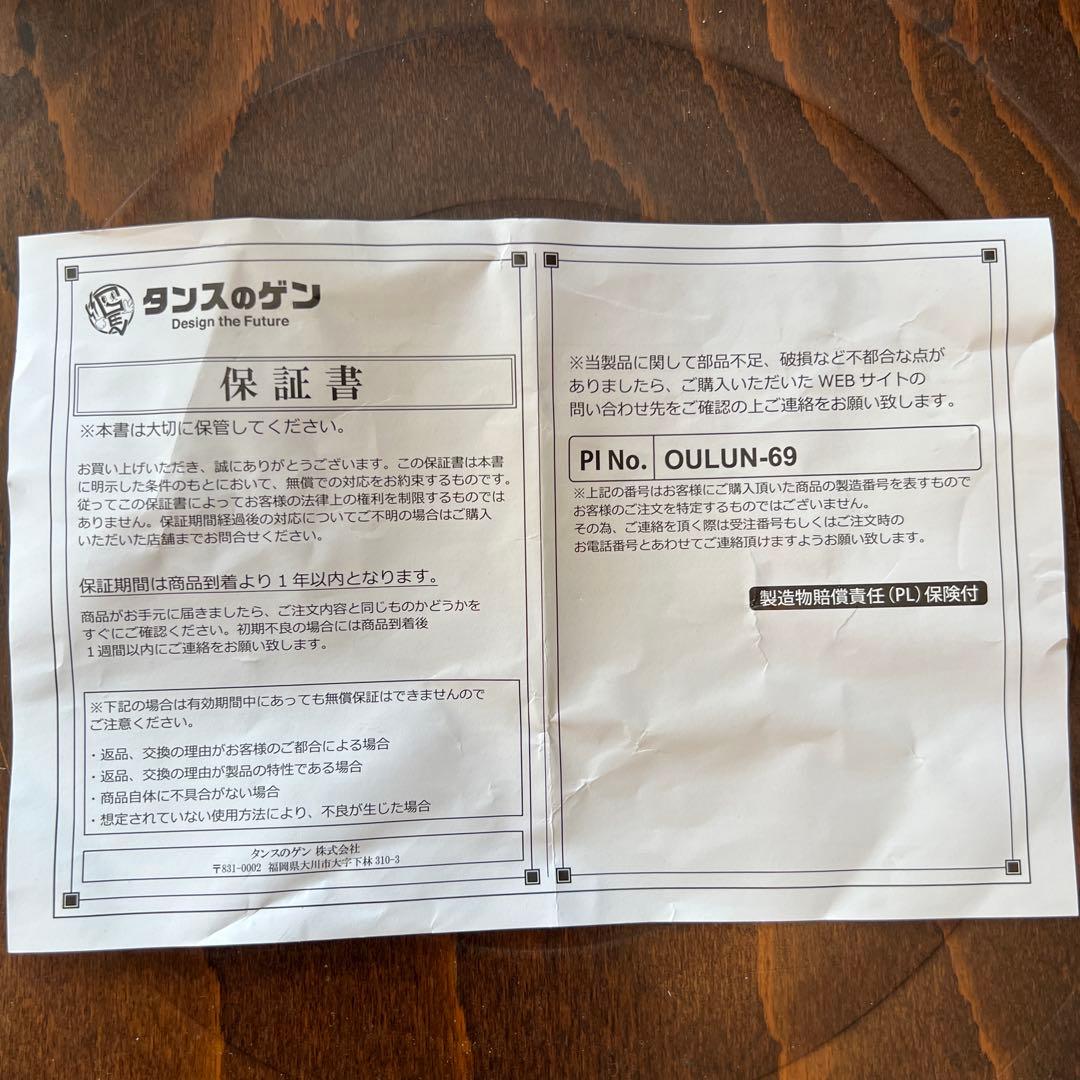 タンスのゲン
Design the Future
保証書
※本書は大切に保管してください。
お買い上げいただき、誠にありがとうございます。この保証書は本書
に明示した条件のもとにおいて、無償での対応をお約束するものです。
従ってこの保証書によってお客様の法律上の権利を制限するものでは
ありません。保証期間経過後の対応についてご不明の場合はご購入
いただいた店舗までお問合せください。
保証期間は商品到着より1年以内となります。
商品がお手元に届きましたら、ご注文内容と同じものかどうかを
すぐにご確認ください。初期不良の場合には商品到着後
1週間以内にご連絡をお願い致します。
※下記の場合は有効期間中にあっても無償保証はできませんので
ご注意ください。
・返品、交換の理由がお客様のご都合による場合
・返品、交換の理由が製品の特性である場合
・商品自体に不具合がない場合
・想定されていない使用方法により、不良が生じた場合
タンスのゲン 株式会社
〒831-0002 福岡県大川市大字下林310-3
※当製品に関して部品不足、破損など不都合な点が
ありましたら、ご購入いただいた WEB サイトの
問い合わせ先をご確認の上ご連絡をお願い致します。
PI No. OULUN-69
※上記の番号はお客様にご購入頂いた商品の製造番号を表すもので
お客様のご注文を特定するものではございません。
その為、ご連絡を頂く際は受注番号もしくはご注文時の
お電話番号とあわせてご連絡頂けますようお願い致します。
製造物賠償責任(PL)保険付